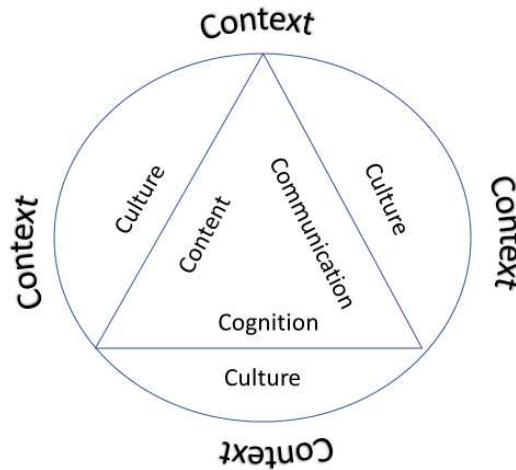 Context
Culture
Culture
Content
Communication
Context
Context
Cognition
Culture
Context